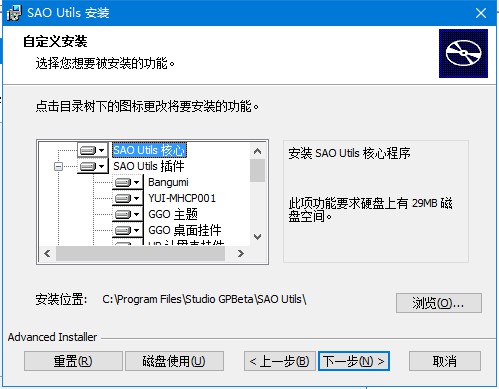 SAO Utils 安装
自定义安装
选择您想要被安装的功能。
点击目录树下的图标更改将要安装的功能。
SAO Utils 核心
SAO Utils 插件
Bangumi
YUI-MHCP001
GGO 主题
GGO 桌面挂件
安装 SAO Utils 核心程序
此项功能要求硬盘上有 29MB 磁
盘空间。
安装位置: C:\Program Files\Studio GPBeta\SAO Utils\
浏览(O)...
Advanced Installer
重置(R) 磁盘使用(U) < 上一步(B) 下一步(N) > 取消